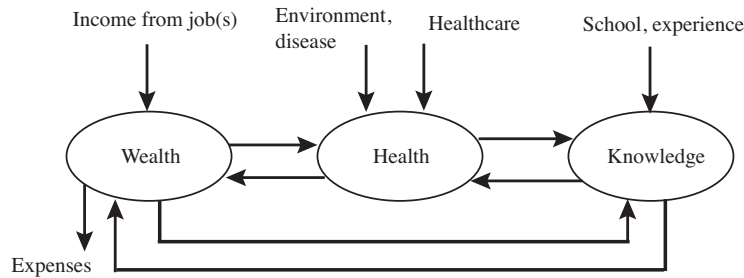 Income from job(s)
Environment,
disease
Healthcare
School, experience
Wealth
Health
Knowledge
Expenses